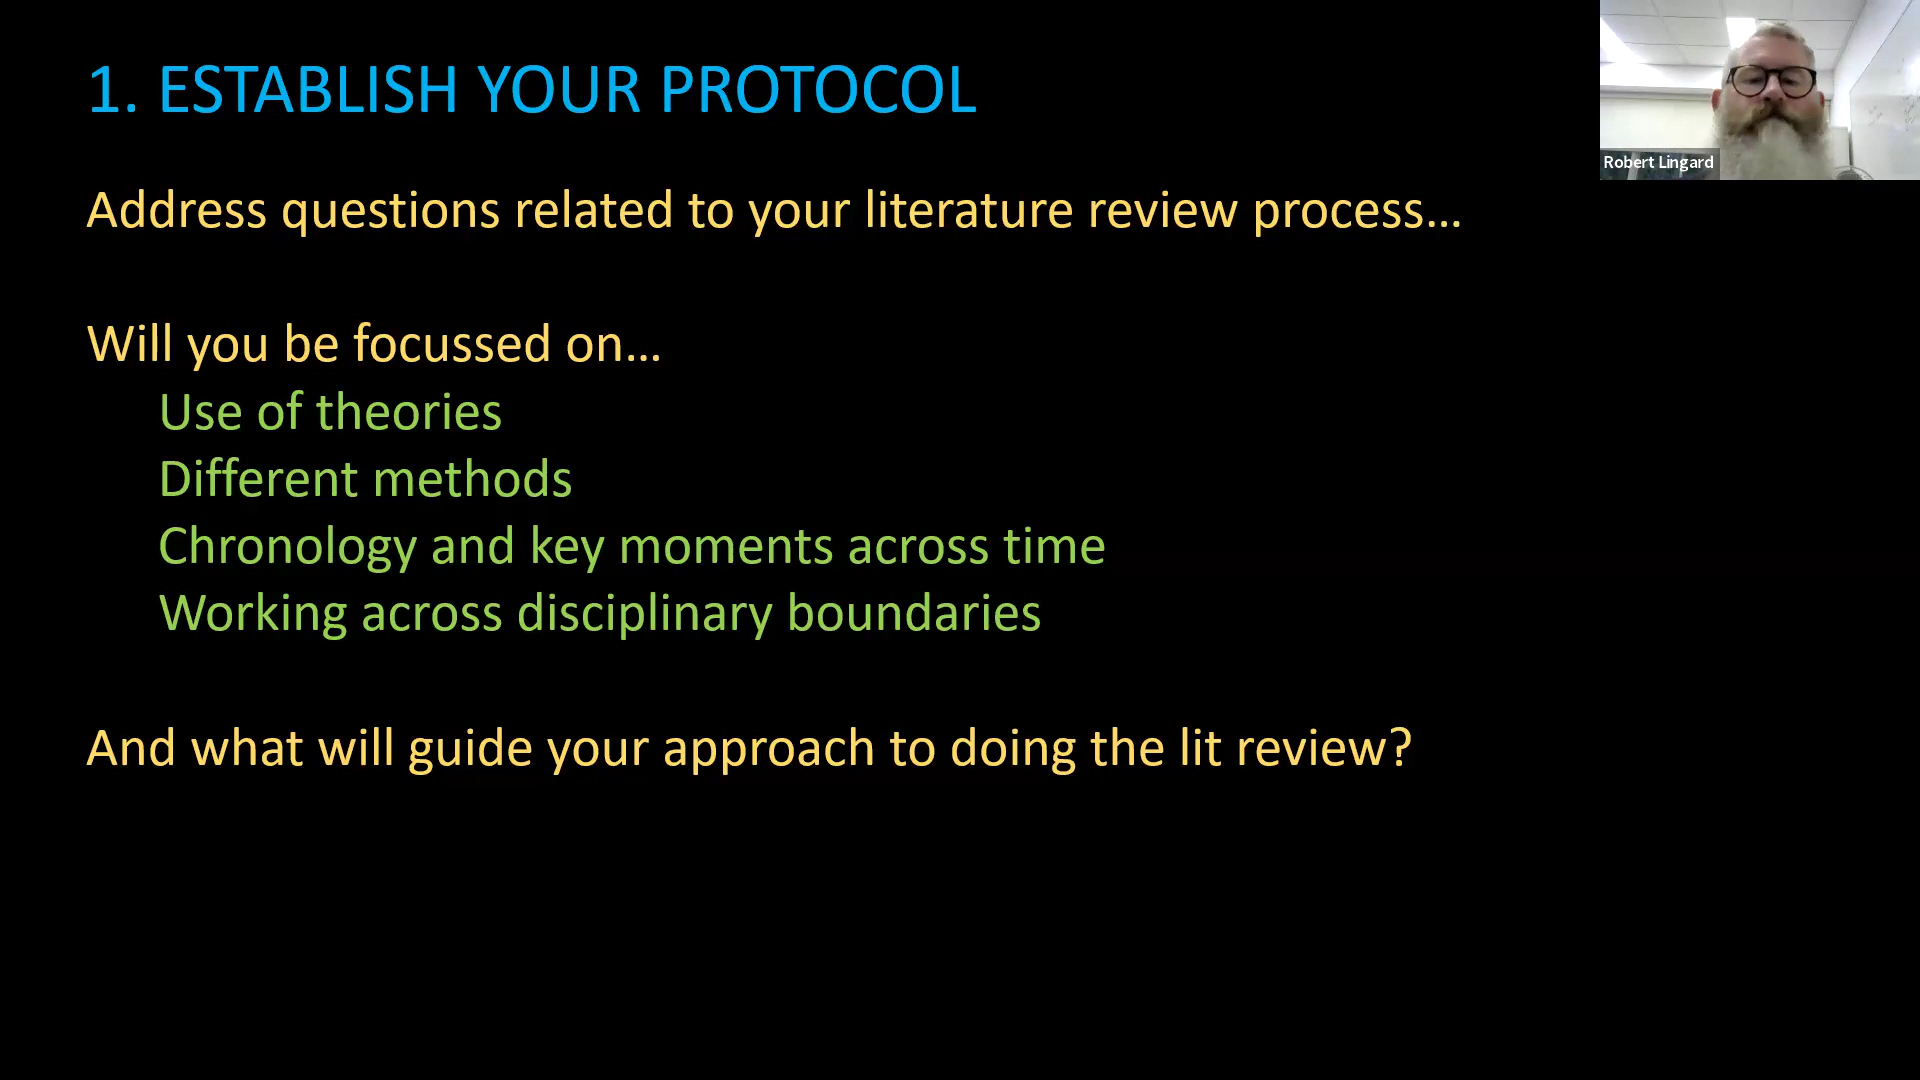 1. ESTABLISH YOUR PROTOCOL
Robert Lingard
Address questions related to your literature review process...
Will you be focussed on...
Use of theories
Different methods
Chronology and key moments across time
Working across disciplinary boundaries
And what will guide your approach to doing the lit review?